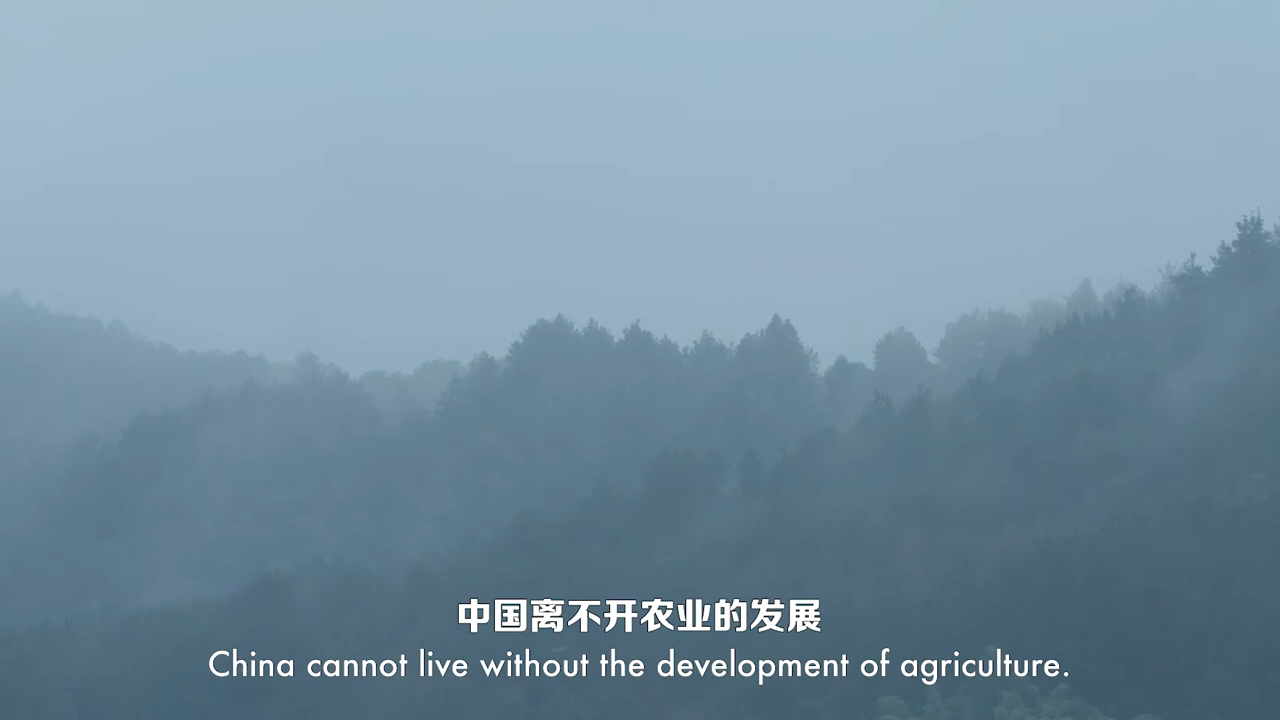 中国离不开农业的发展
China cannot live without the development of agriculture.